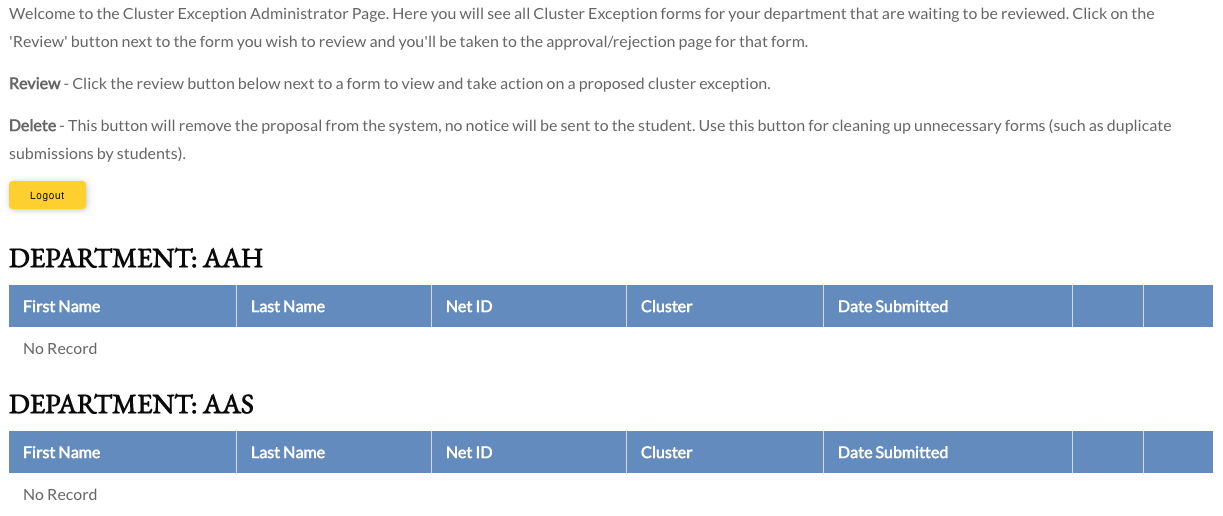 Welcome to the Cluster Exception Administrator Page. Here you will see all Cluster Exception forms for your department that are waiting to be reviewed. Click on the
'Review' button next to the form you wish to review and you'll be taken to the approval/rejection page for that form.
Review - Click the review button below next to a form to view and take action on a proposed cluster exception.
Delete - This button will remove the proposal from the system, no notice will be sent to the student. Use this button for cleaning up unnecessary forms (such as duplicate
submissions by students).
Logout
DEPARTMENT: AAH
First Name Last Name Net ID Cluster Date Submitted
No Record
DEPARTMENT: AAS
First Name Last Name Net ID Cluster Date Submitted
No Record